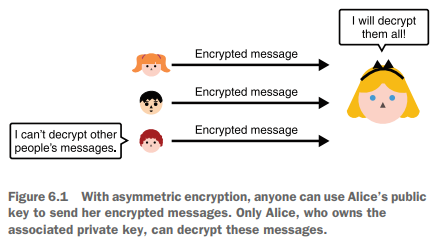 I will decrypt
them all!
Encrypted message
Encrypted message
Encrypted message
I can't decrypt other
people's messages.
Figure 6.1 With asymmetric encryption, anyone can use Alice's public
key to send her encrypted messages. Only Alice, who owns the
associated private key, can decrypt these messages.